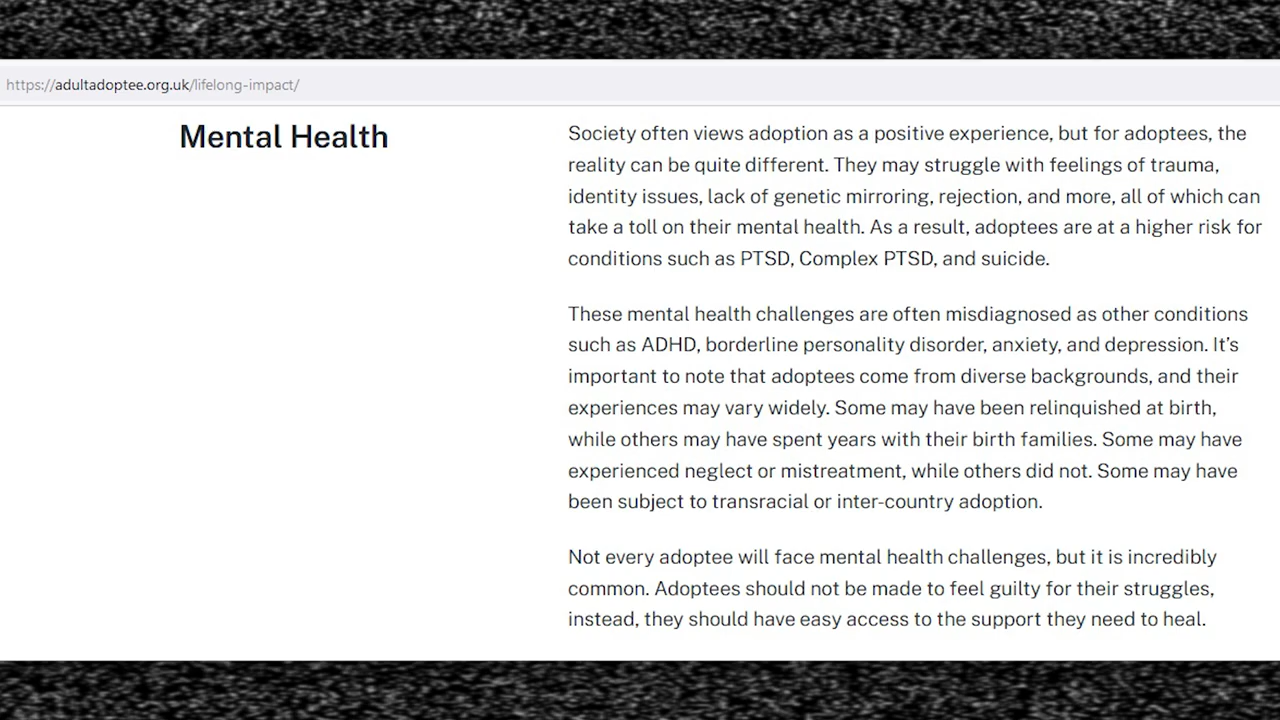 https://adultadoptee.org.uk/lifelong-impact/
Mental Health
Society often views adoption as a positive experience, but for adoptees, the
reality can be quite different. They may struggle with feelings of trauma,
identity issues, lack of genetic mirroring, rejection, and more, all of which can
take a toll on their mental health. As a result, adoptees are at a higher risk for
conditions such as PTSD, Complex PTSD, and suicide.
These mental health challenges are often misdiagnosed as other conditions
such as ADHD, borderline personality disorder, anxiety, and depression. It’s
important to note that adoptees come from diverse backgrounds, and their
experiences may vary widely. Some may have been relinquished at birth,
while others may have spent years with their birth families. Some may have
experienced neglect or mistreatment, while others did not. Some may have
been subject to transracial or inter-country adoption.
Not every adoptee will face mental health challenges, but it is incredibly
common. Adoptees should not be made to feel guilty for their struggles,
instead, they should have easy access to the support they need to heal.